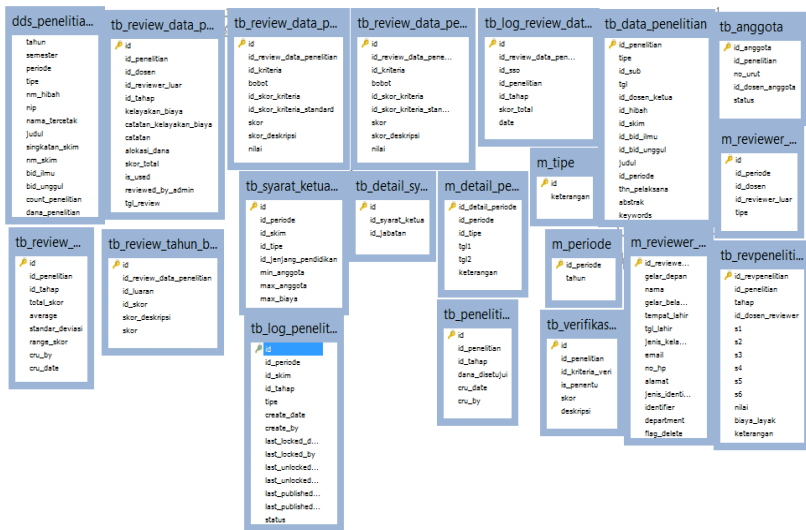 dds_penelitia...
tahun
semester
periode
tipe
nm_hibah
nip
nama_tercetak
judul
singkatan_skim
nm_skim
bid_ilmu
bid_unggul
count_penelitian
dana_penelitian
tb_review_data_p...
id
id_penelitian
id_dosen
id_reviewer_luar
id_tahap
kelayakan_biaya
catatan_kelayakan_biaya
catatan
alokasi_dana
skor_total
is_used
reviewed_by_admin
tgl_review
tb_review_data_p...
id
id_review_data_penelitian
id_kriteria
bobot
id_skor_kriteria
id_skor_kriteria_standard
skor
skor_deskripsi
nilai
tb_review_data_pe...
id
id_review_data_pene...
id_kriteria
bobot
id_skor_kriteria
id_skor_kriteria_stan...
skor
skor_deskripsi
nilai
tb_log_review_dat...
id
id_review_data_pen...
id_sso
id_penelitian
id_tahap
skor_total
date
tb_data_penelitian
id_penelitian
tipe
id_sub
tgl
id_dosen_ketua
id_hibah
id_skim
id_bid_ilmu
id_bid_unggul
judul
id_periode
thn_pelaksana
abstrak
keywords
tb_anggota
id_anggota
id_penelitian
no_urut
id_dosen_anggota
status
m_reviewer_...
id
id_periode
id_dosen
id_reviewer_luar
tipe
m_tipe
id
keterangan
tb_syarat_ketua...
id
id_periode
id_skim
id_tipe
id_jenjang_pendidikan
min_anggota
max_anggota
max_biaya
tb_detail_sy...
id
id_syarat_ketua
id_jabatan
m_detail_pe...
id_detail_periode
id_periode
id_tipe
tgl1
tgl2
keterangan
tb_review_...
id
id_penelitian
id_tahap
total_skor
average
standar_deviasi
range_skor
cru_by
cru_date
tb_review_tahun_b...
id
id_review_data_penelitian
id_luaran
id_skor
skor_deskripsi
skor
m_periode
id_periode
tahun
m_reviewer_...
id_reviewe...
gelar_depan
nama
gelar_bela...
tempat_lahir
tgl_lahir
jenis_kela...
email
no_hp
alamat
jenis_identi...
identifier
department
flag_delete
tb_revpeneliti...
id_revpenelitian
id_penelitian
tahap
id_dosen_reviewer
s1
s2
s3
s4
s5
s6
nilai
biaya_layak
keterangan
tb_log_penelit...
id
id_periode
id_skim
id_tahap
tipe
create_date
create_by
last_locked_d...
last_locked_by
last_unlocked...
last_unlocked...
last_published...
last_published...
status
tb_peneliti...
id
id_penelitian
id_tahap
dana_disetujui
cru_date
cru_by
tb_verifikas...
id
id_penelitian
id_kriteria_veri
is_penentu
skor
deskripsi